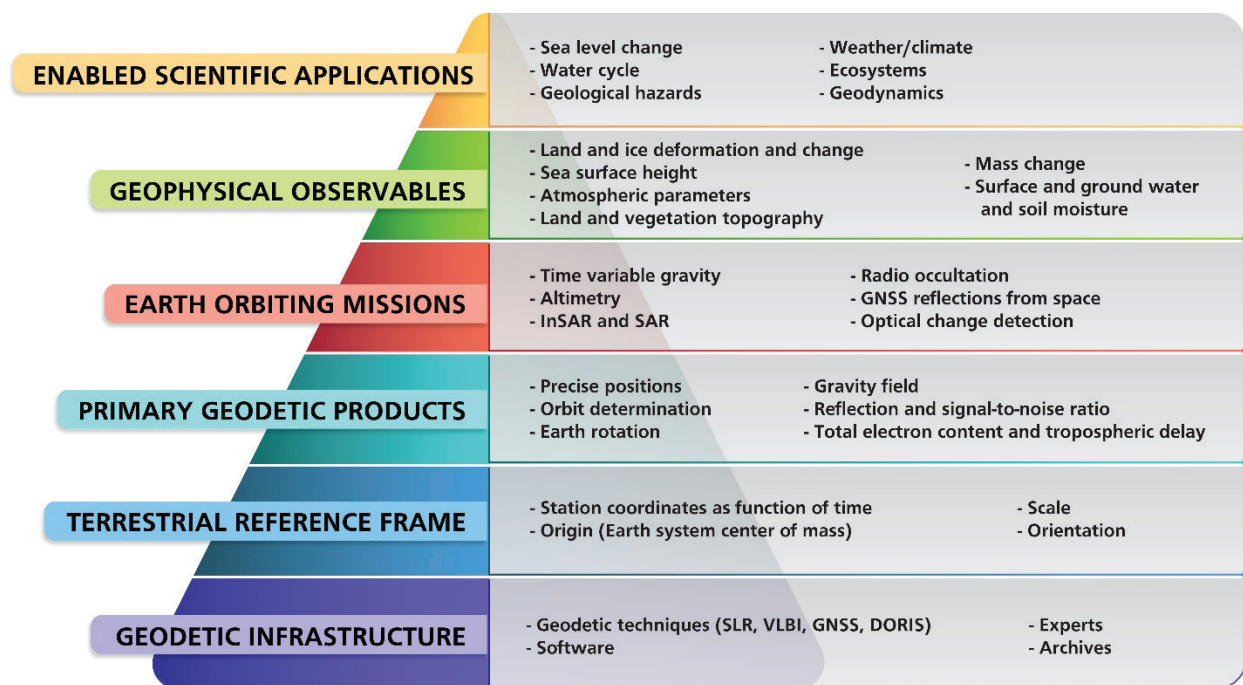 ENABLED SCIENTIFIC APPLICATIONS
- Sea level change
- Water cycle
- Geological hazards
- Weather/climate
- Ecosystems
- Geodynamics
GEOPHYSICAL OBSERVABLES
- Land and ice deformation and change
- Sea surface height
- Atmospheric parameters
- Land and vegetation topography
- Mass change
- Surface and ground water
and soil moisture
EARTH ORBITING MISSIONS
- Time variable gravity
- Altimetry
- InSAR and SAR
- Radio occultation
- GNSS reflections from space
- Optical change detection
PRIMARY GEODETIC PRODUCTS
- Precise positions
- Orbit determination
- Earth rotation
- Gravity field
- Reflection and signal-to-noise ratio
- Total electron content and tropospheric delay
TERRESTRIAL REFERENCE FRAME
- Station coordinates as function of time
- Origin (Earth system center of mass)
- Scale
- Orientation
GEODETIC INFRASTRUCTURE
- Geodetic techniques (SLR, VLBI, GNSS, DORIS)
- Software
- Experts
- Archives